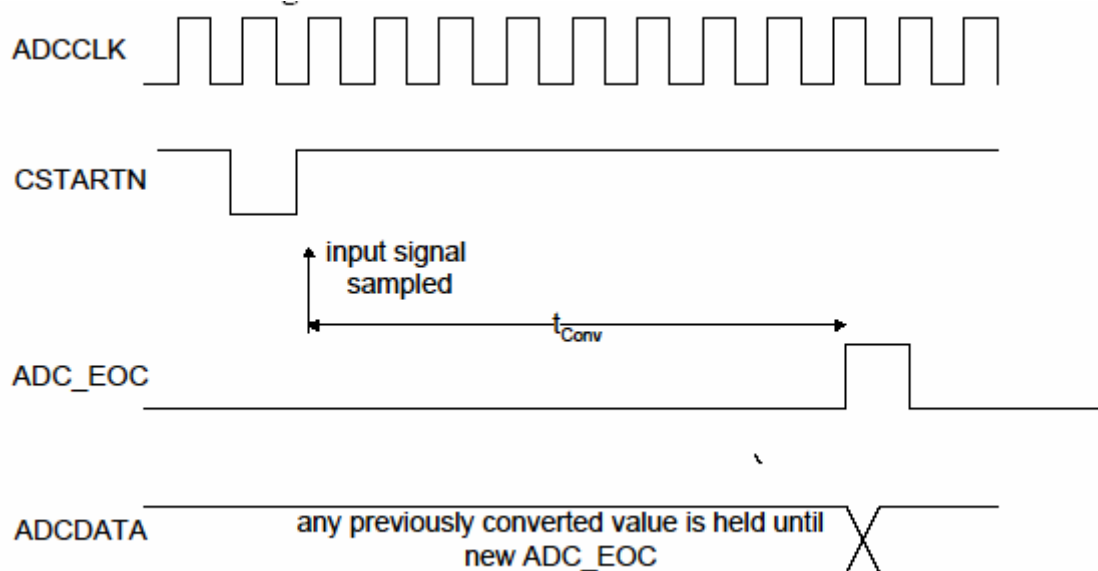 ADCCLK
CSTARTN
input signal
sampled
tConv
ADC_EOC
ADCDATA
any previously converted value is held until
new ADC_EOC